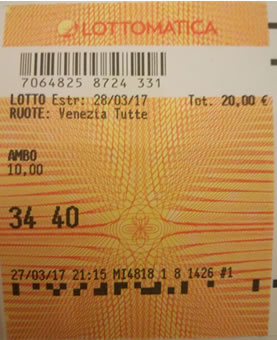 LOTTOMATICA
7064825 8724 331
LOTTO Estr: 28/03/17 Tot. 20,00 €
RUOTE: Venezia Tutte
AMBO
10,00
34 40
27/03/17 21:15 MI4818 1 8 1426 #1